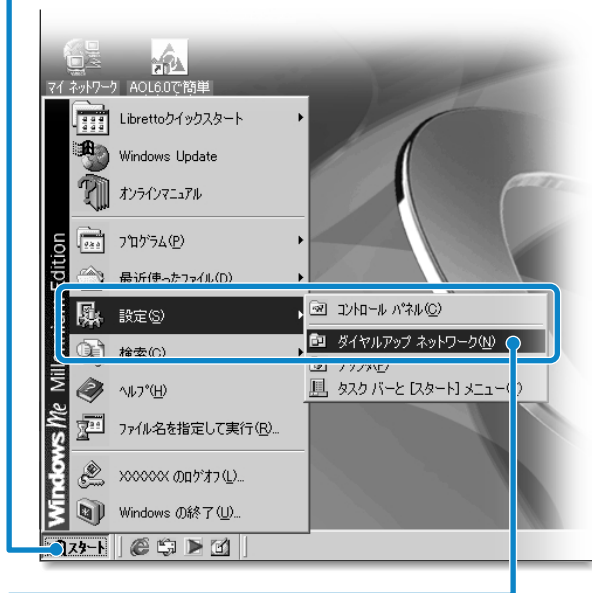 マイ ネットワーク
AOL6.0で簡単
Librettoクイックスタート
Windows Update
オンラインマニュアル
プログラム(P)
最近使ったファイル(D)
設定(S)
検索(C)
ヘルプ(H)
ファイル名を指定して実行(R)...
XXXXXXX のログオフ(L)...
Windows の終了(U)...
コントロール パネル(C)
ダイヤルアップ ネットワーク(N)
プリンタ(P)
タスク バーと [スタート] メニュー(T)
Windows Me Millennium Edition
スタート